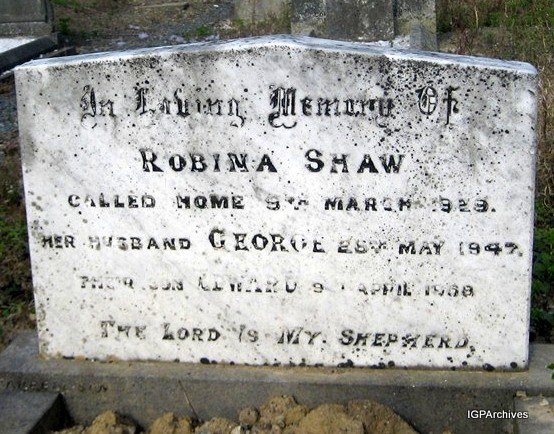 In Loving Memory Of
ROBINA SHAW
CALLED HOME 9TH MARCH 1929.
HER HUSBAND GEORGE 28TH MAY 1947.
THEIR SON EDWARD 9TH APRIL
THE LORD IS MY SHEPHERD.
IGPArchives